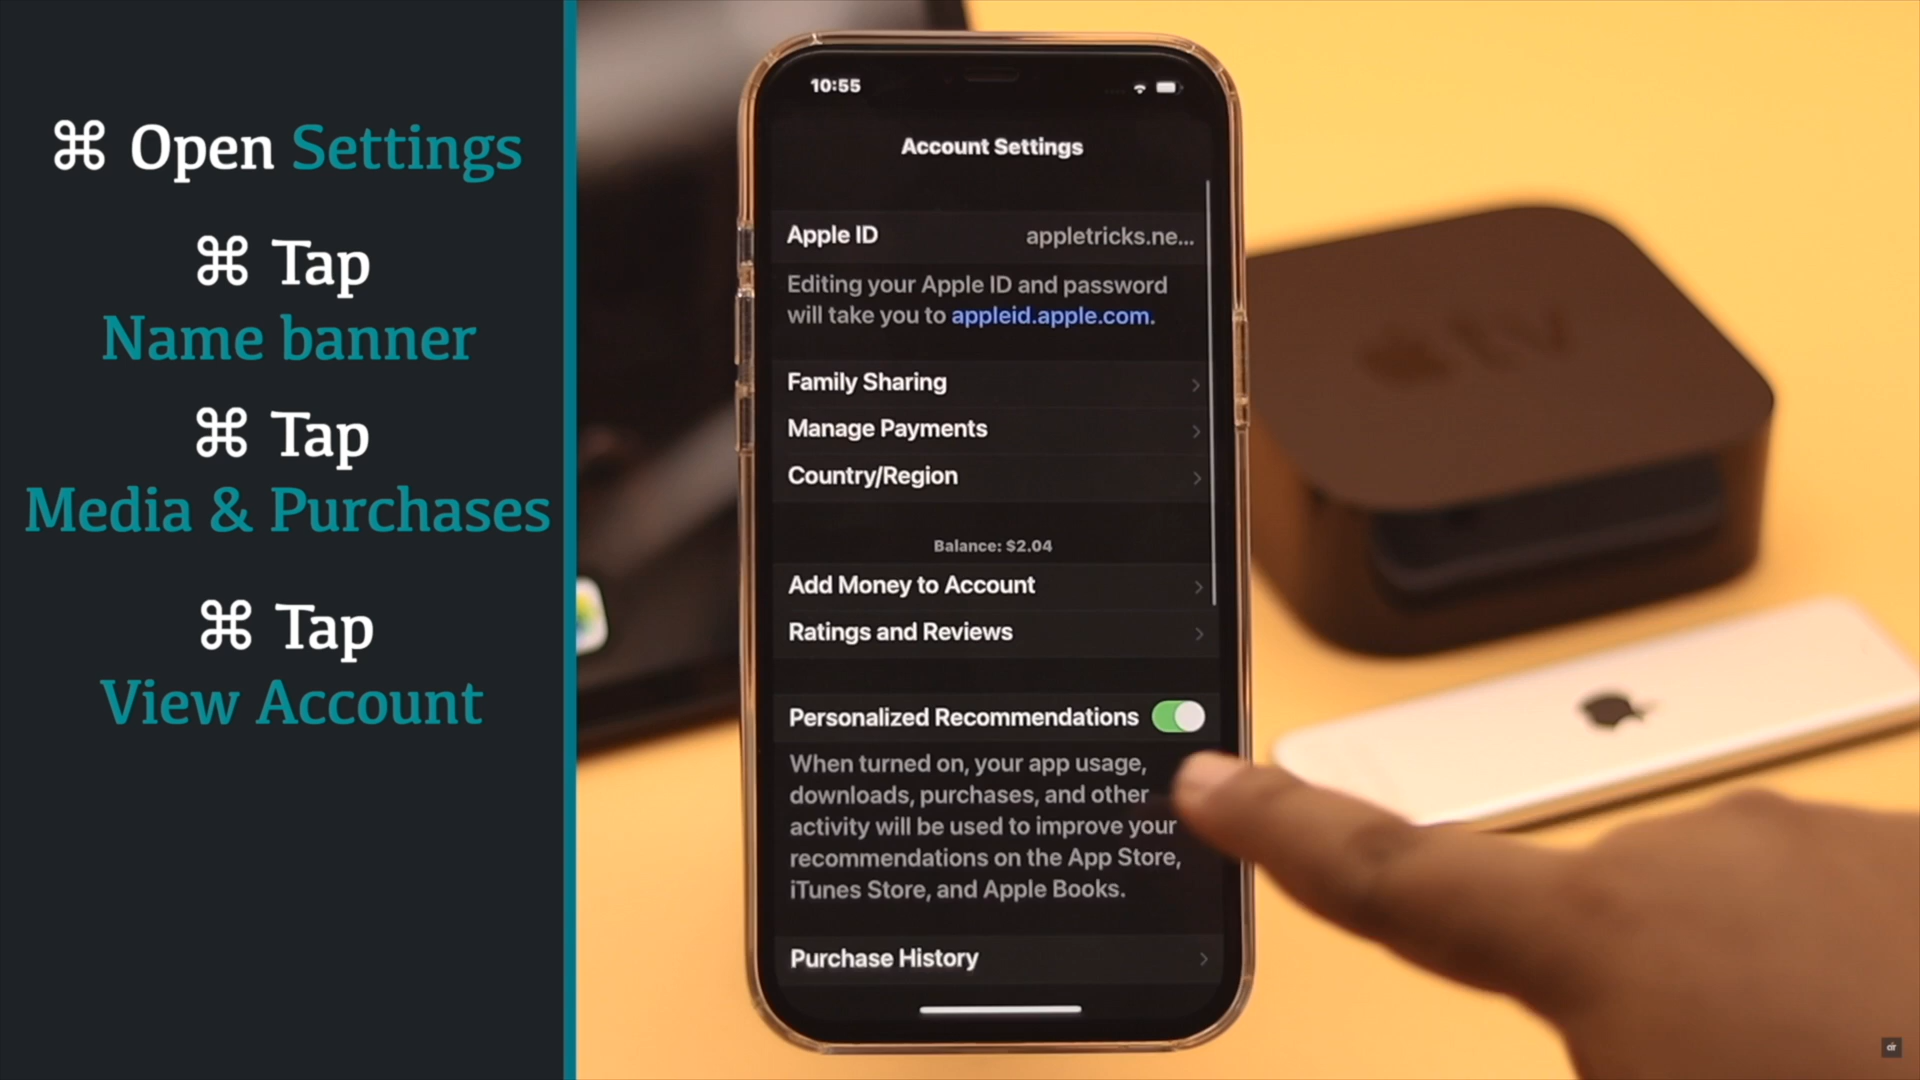 ⌘ Open Settings
⌘ Tap
Name banner
⌘ Tap
Media & Purchases
⌘ Tap
View Account
10:55
Account Settings
Apple ID appletricks.ne...
Editing your Apple ID and password
will take you to appleid.apple.com.
Family Sharing
Manage Payments
Country/Region
Balance: $2.04
Add Money to Account
Ratings and Reviews
Personalized Recommendations
When turned on, your app usage,
downloads, purchases, and other
activity will be used to improve your
recommendations on the App Store,
iTunes Store, and Apple Books.
Purchase History
tv